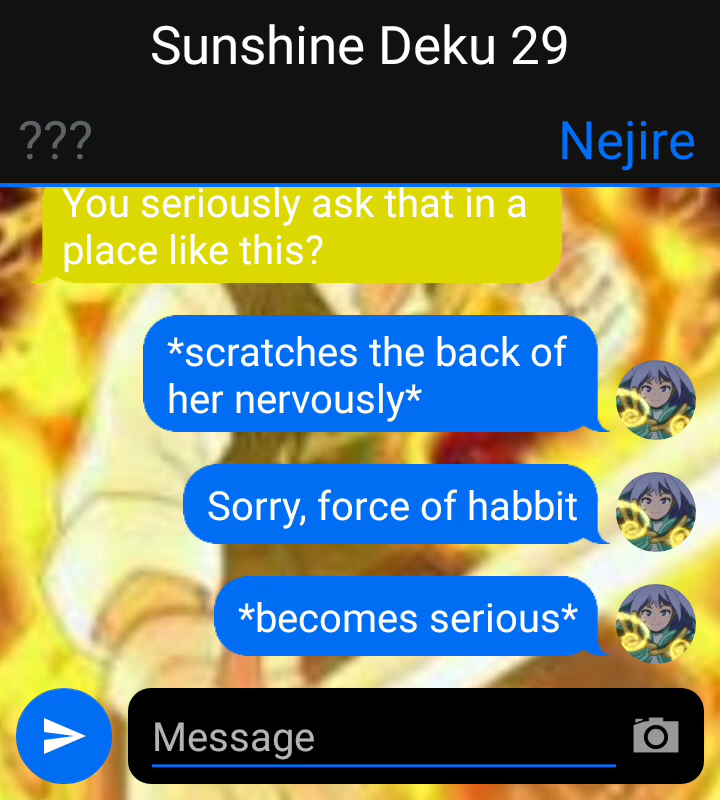 Sunshine Deku 29
???
Nejire
You seriously ask that in a
place like this?
*scratches the back of
her nervously*
Sorry, force of habbit
*becomes serious*
Message